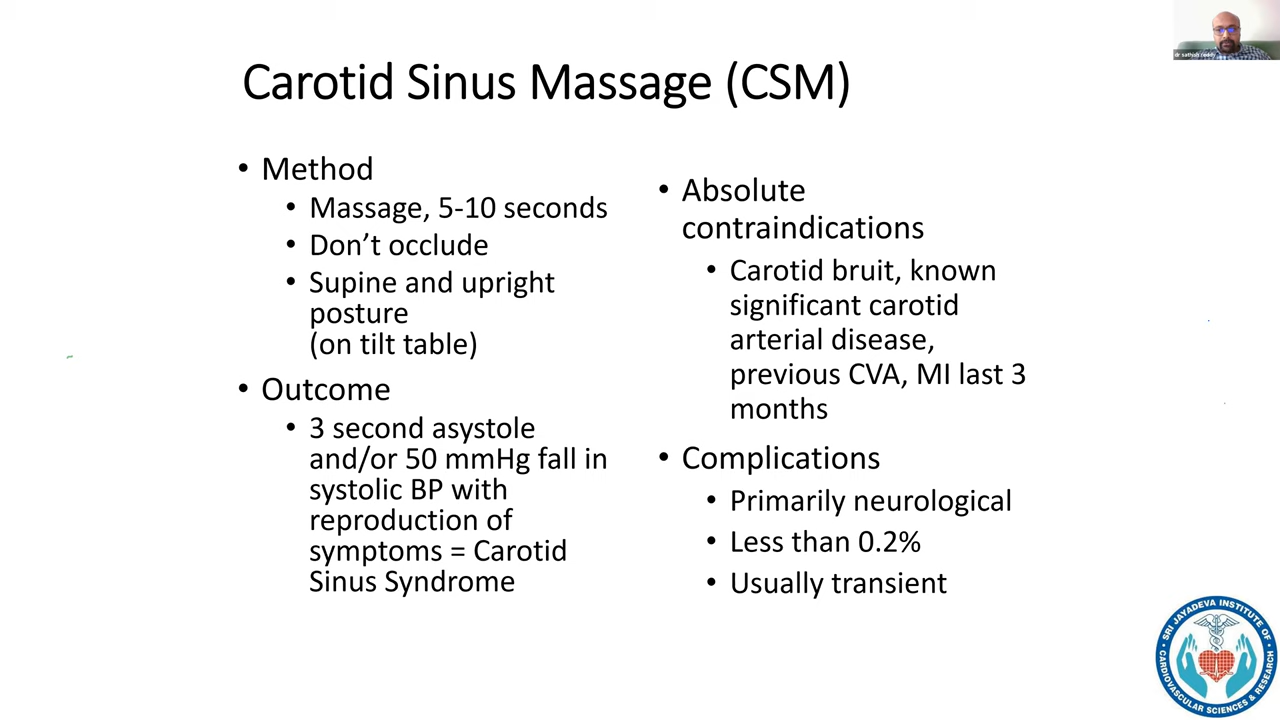 dr sathish reddy
Carotid Sinus Massage (CSM)
• Method
• Massage, 5-10 seconds
• Don’t occlude
• Supine and upright
posture
(on tilt table)
• Outcome
• 3 second asystole
and/or 50 mmHg fall in
systolic BP with
reproduction of
symptoms = Carotid
Sinus Syndrome
• Absolute
contraindications
• Carotid bruit, known
significant carotid
arterial disease,
previous CVA, MI last 3
months
• Complications
• Primarily neurological
• Less than 0.2%
• Usually transient
SRI JAYADEVA INSTITUTE OF
CARDIOVASCULAR SCIENCES & RESEARCH